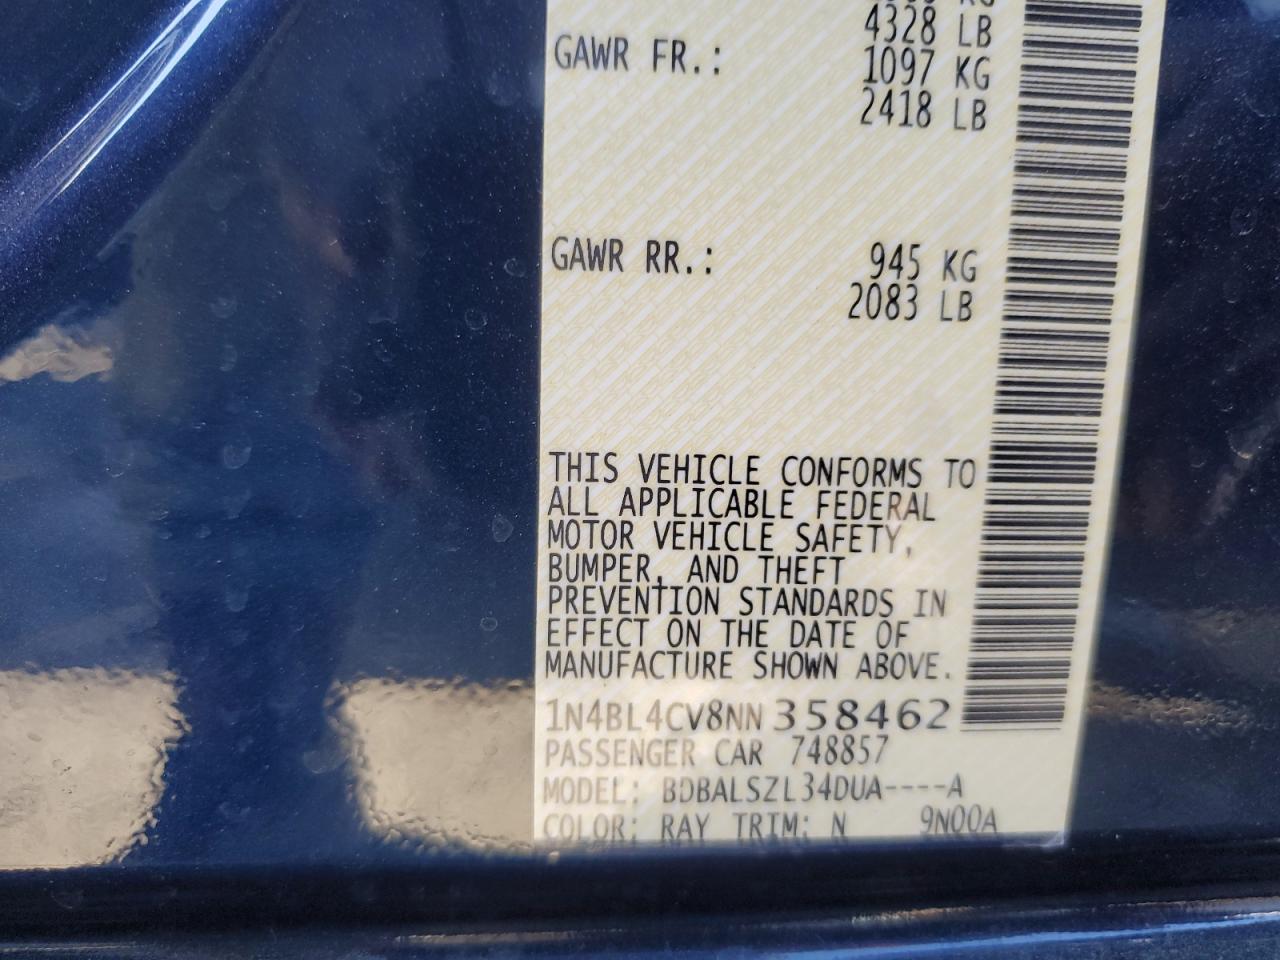 4328 LB
GAWR FR.: 1097 KG
2418 LB
GAWR RR.: 945 KG
2083 LB
THIS VEHICLE CONFORMS TO
ALL APPLICABLE FEDERAL
MOTOR VEHICLE SAFETY,
BUMPER, AND THEFT
PREVENTION STANDARDS IN
EFFECT ON THE DATE OF
MANUFACTURE SHOWN ABOVE.
1N4BL4CV8NN358462
PASSENGER CAR 748857
MODEL: BDBALSZL34DUA----A
COLOR: RAY TRIM: N 9N00A